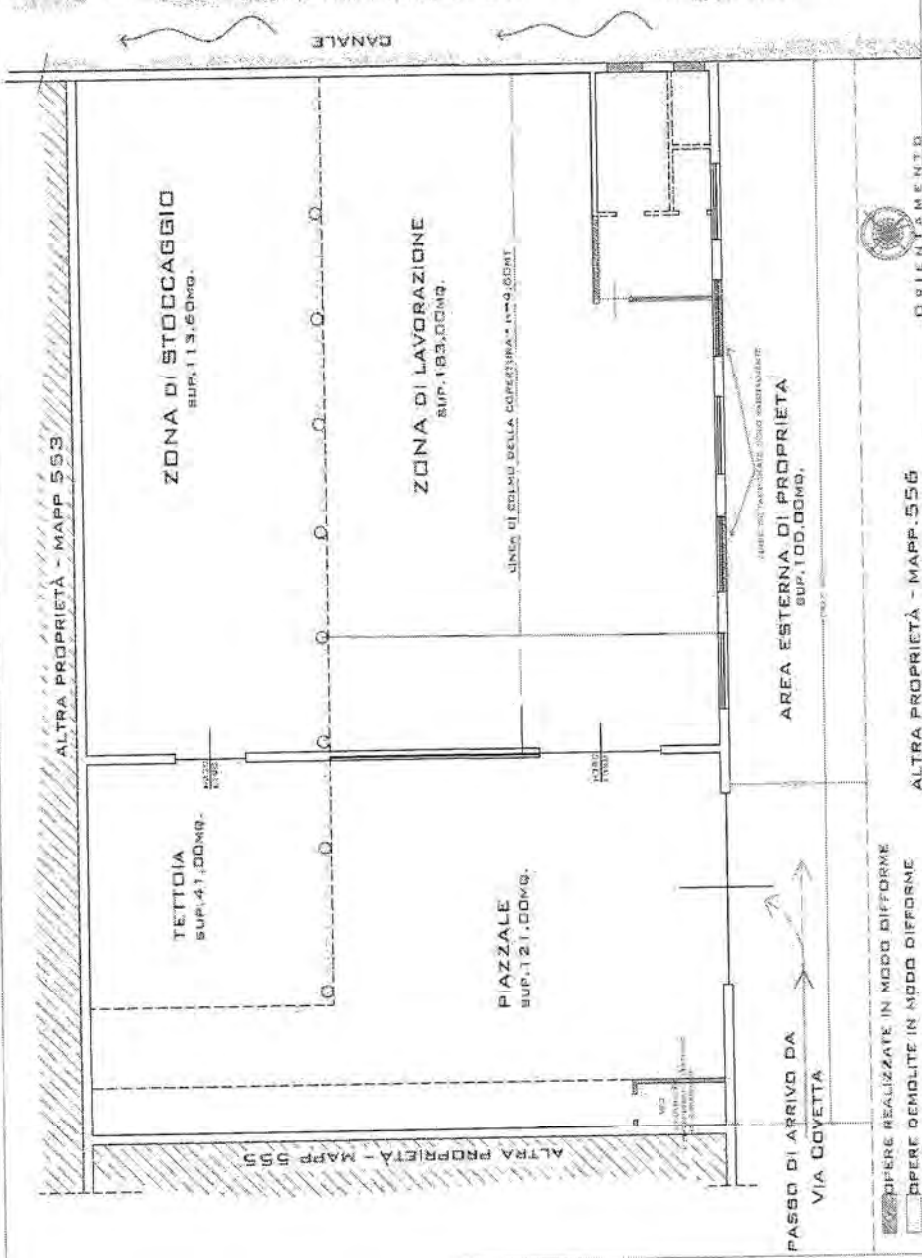 CANALE
ALTRA PROPRIETÀ - MAPP 553
ZONA DI STOCCAGGIO
SUP.113.60MQ.
ZONA DI LAVORAZIONE
SUP.183,00MQ.
LINEA DI COLMO DELLA COPERTURA
TETTOIA
SUP.41,00MQ.
PIAZZALE
SUP.121.00MQ.
AREA ESTERNA DI PROPRIETÀ
SUP.100.00MQ.
ALTRA PROPRIETÀ - MAPP 555
PASSO DI ARRIVO DA
VIA COVETTA
ORIENTAMENTO
OPERE REALIZZATE IN MODO DIFFORME
OPERE DEMOLITE IN MODO DIFFORME
ALTRA PROPRIETÀ - MAPP.556